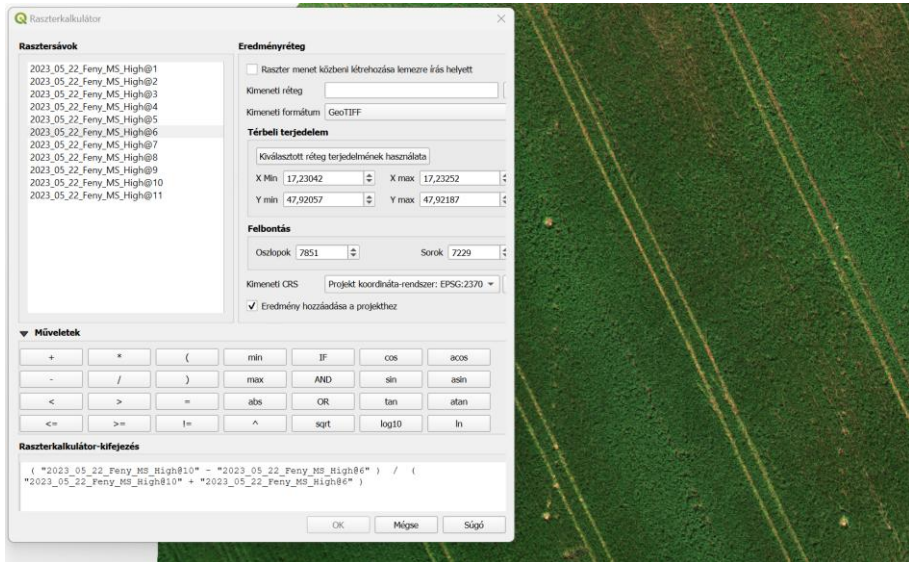 Raszterkalkulátor
Rasztersávok
2023_05_22_Feny_MS_High@1
2023_05_22_Feny_MS_High@2
2023_05_22_Feny_MS_High@3
2023_05_22_Feny_MS_High@4
2023_05_22_Feny_MS_High@5
2023_05_22_Feny_MS_High@6
2023_05_22_Feny_MS_High@7
2023_05_22_Feny_MS_High@8
2023_05_22_Feny_MS_High@9
2023_05_22_Feny_MS_High@10
2023_05_22_Feny_MS_High@11
Eredményréteg
Raszter menet közbeni létrehozása lemezre írás helyett
Kimeneti réteg
Kimeneti formátum GeoTIFF
Térbeli terjedelem
Kiválasztott réteg terjedelmének használata
X Min 17,23042 X max 17,23252
Y min 47,92057 Y max 47,92187
Felbontás
Oszlopok 7851 Sorok 7229
Kimeneti CRS Projekt koordináta-rendszer: EPSG:2370
Eredmény hozzáadása a projekthez
Műveletek
+ * ( min IF cos acos
- / ) max AND sin asin
< > = abs OR tan atan
<= >= != ^ sqrt log10 ln
Raszterkalkulátor-kifejezés
( "2023_05_22_Feny_MS_High@10" - "2023_05_22_Feny_MS_High@6" ) / (
"2023_05_22_Feny_MS_High@10" + "2023_05_22_Feny_MS_High@6" )
OK Mégse Súgó